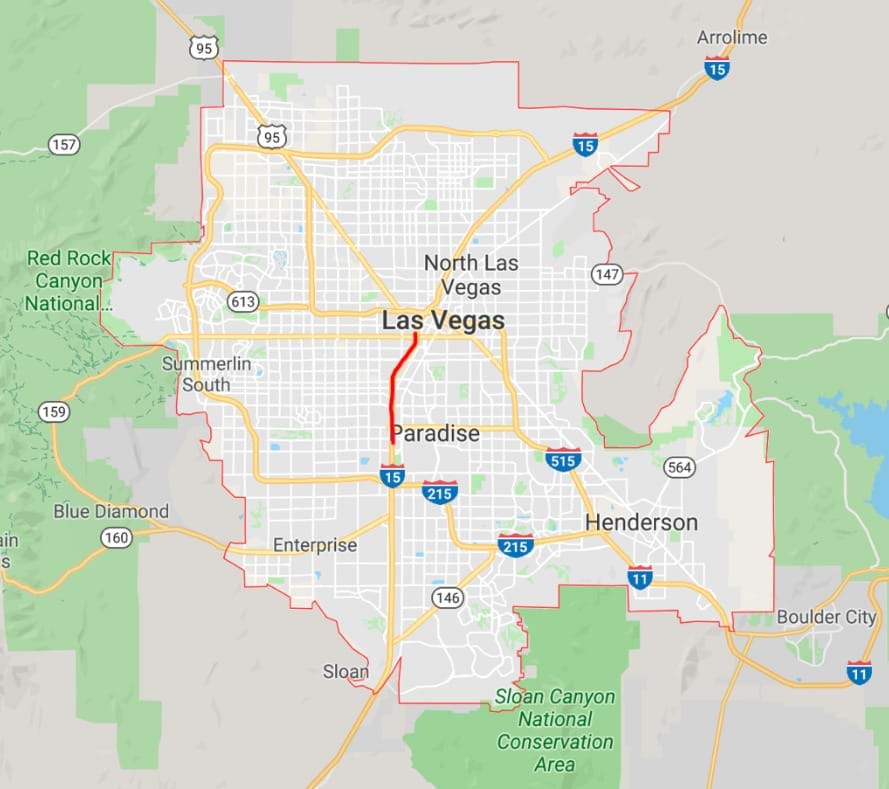 95
Arrolime
15
157
95
15
Red Rock
Canyon
National...
North Las
Vegas
147
613
Las Vegas
Summerlin
South
159
Paradise
15
515
564
215
Blue Diamond
160
Enterprise
Henderson
215
11
146
Boulder City
Sloan
11
Sloan Canyon
National
Conservation
Area